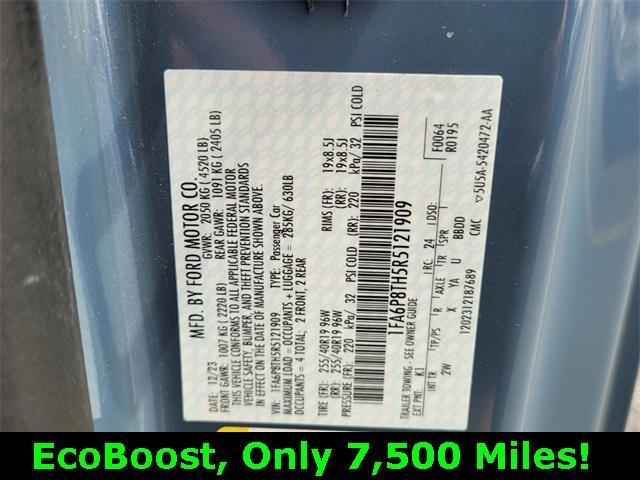 MFD. BY FORD MOTOR CO.
DATE: 12/23 GVWR: 2050 KG ( 4520 LB)
FRONT GAWR: 1007 KG ( 2220 LB) REAR GAWR: 1091 KG ( 2405 LB)
THIS VEHICLE CONFORMS TO ALL APPLICABLE FEDERAL MOTOR
VEHICLE SAFETY, BUMPER, AND THEFT PREVENTION STANDARDS
IN EFFECT ON THE DATE OF MANUFACTURE SHOWN ABOVE.
VIN: 1FA6P8TH5R5121909 TYPE: Passenger Car
MAXIMUM LOAD = OCCUPANTS + LUGGAGE = 285KG/ 630LB
OCCUPANTS = 4 TOTAL; 2 FRONT, 2 REAR
TIRE (FR): 255/40R19 96W RIMS (FR): 19x8.5J
(RR): 255/40R19 96W (RR): 19x8.5J
PRESSURE (FR): 220 kPa/ 32 PSI COLD (RR): 220 kPa/ 32 PSI COLD
1FA6P8TH5R5121909
TRAILER TOWING - SEE OWNER GUIDE F0064
EXT PNT: K1 RC: 24 DSO: R0195
INT TR TP/PS R AXLE TR SPR
2W X YA U BBDD
1202312187689 CMC ▽5U5A-5420472-AA
EcoBoost, Only 7,500 Miles!